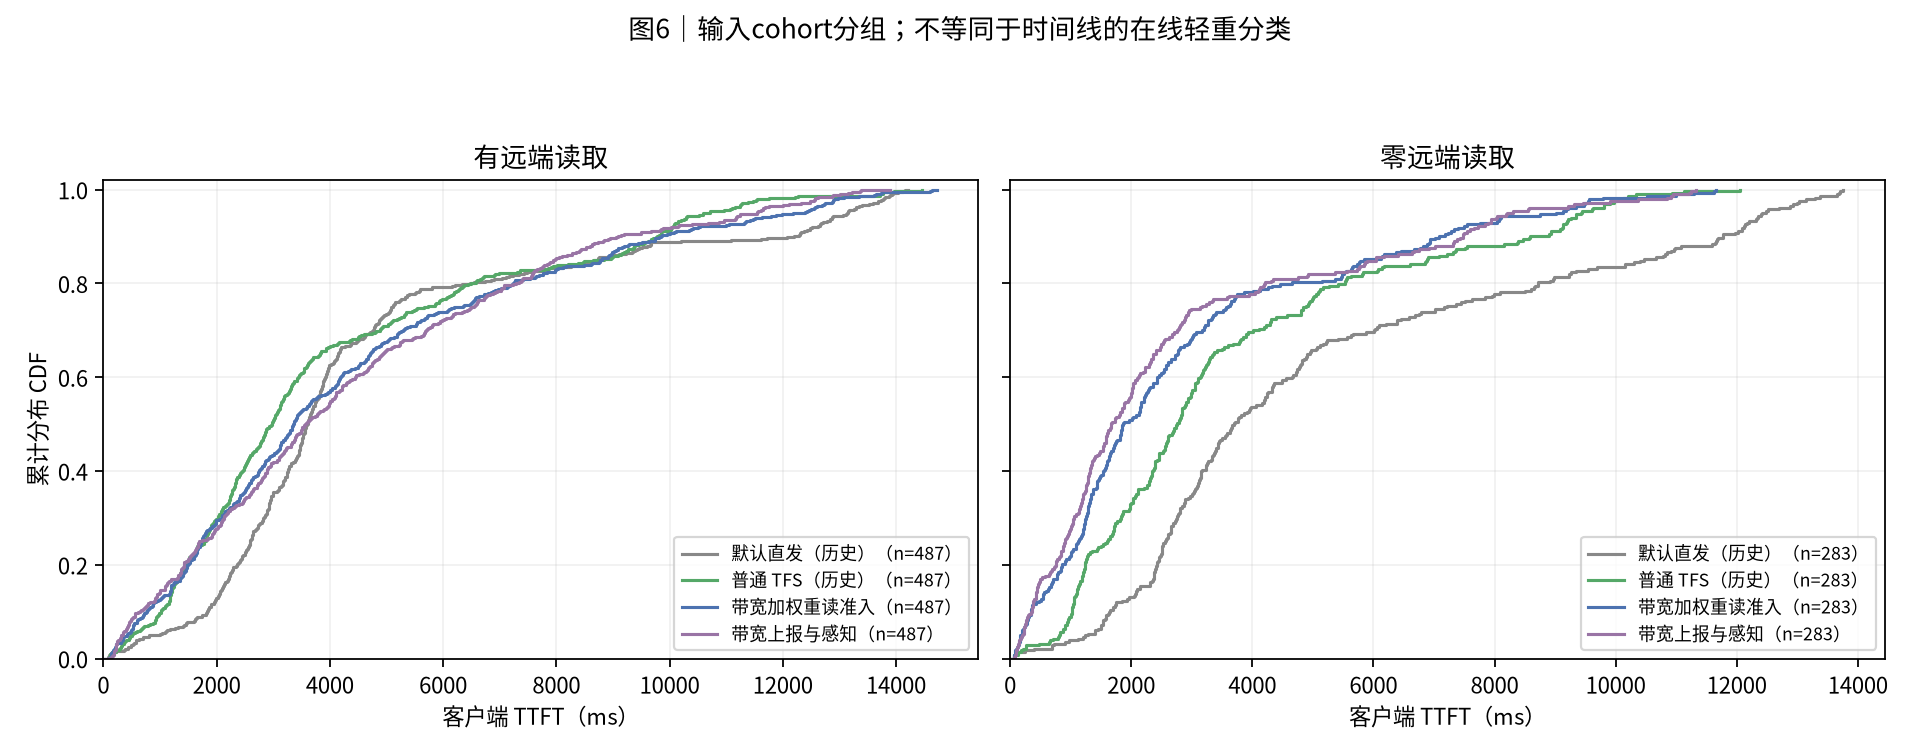 图6｜输入cohort分组；不等同于时间线的在线轻重分类
有远端读取
累计分布 CDF
1.0
0.8
0.6
0.4
0.2
0.0
默认直发（历史）（n=487）
普通 TFS（历史）（n=487）
带宽加权重读准入（n=487）
带宽上报与感知（n=487）
0 2000 4000 6000 8000 10000 12000 14000
客户端 TTFT（ms）
零远端读取
默认直发（历史）（n=283）
普通 TFS（历史）（n=283）
带宽加权重读准入（n=283）
带宽上报与感知（n=283）
0 2000 4000 6000 8000 10000 12000 14000
客户端 TTFT（ms）